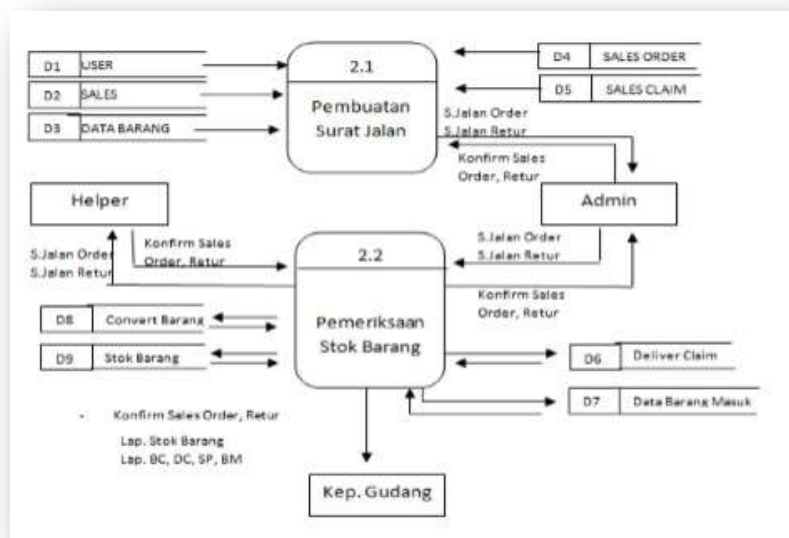 D1 USER
D2 SALES
D3 DATA BARANG
2.1
Pembuatan
Surat Jalan
D4 SALES ORDER
D5 SALES CLAIM
S.Jalan Order
S.Jalan Retur
Konfirm Sales
Order, Retur
Helper
Admin
S.Jalan Order
S.Jalan Retur
Konfirm Sales
Order, Retur
2.2
Pemeriksaan
Stok Barang
S.Jalan Order
S.Jalan Retur
Konfirm Sales
Order, Retur
D8 Convert Barang
D9 Stok Barang
D6 Deliver Claim
D7 Data Barang Masuk
- Konfirm Sales Order, Retur
Lap. Stok Barang
Lap. BC, DC, SP, BM
Kep. Gudang